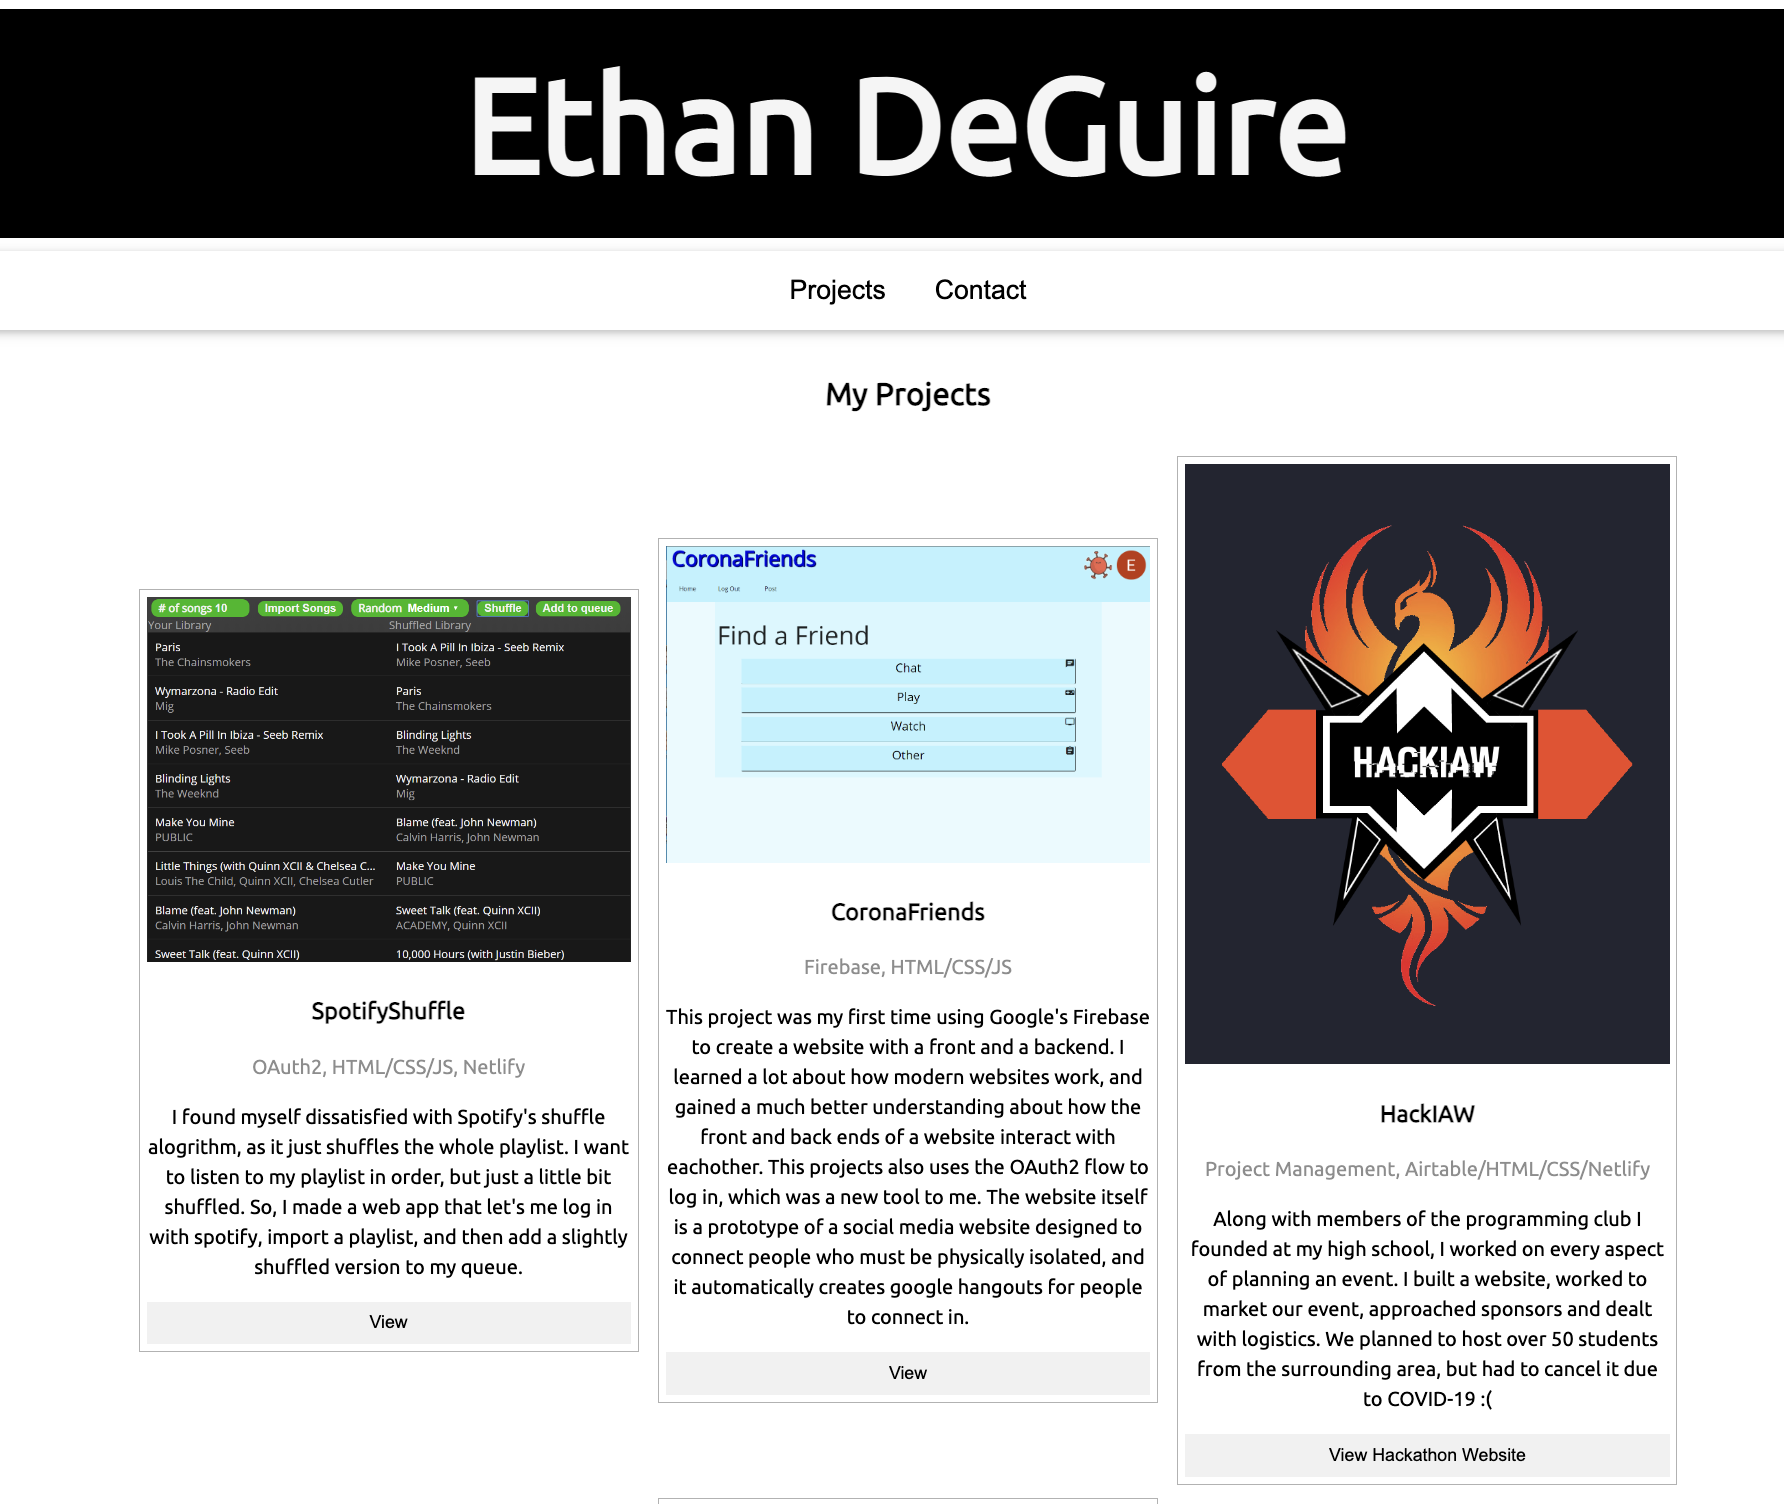 Ethan DeGuire
Projects
Contact
My Projects
# of songs 10
Import Songs
Random Medium
Shuffle
Add to queue
Your Library
Shuffled Library
Paris
The Chainsmokers
I Took A Pill In Ibiza - Seeb Remix
Mike Posner, Seeb
Wymarzona - Radio Edit
Mig
Paris
The Chainsmokers
I Took A Pill In Ibiza - Seeb Remix
Mike Posner, Seeb
Blinding Lights
The Weeknd
Blinding Lights
The Weeknd
Wymarzona - Radio Edit
Mig
Make You Mine
PUBLIC
Blame (feat. John Newman)
Calvin Harris, John Newman
Little Things (with Quinn XCII & Chelsea C...
Louis The Child, Quinn XCII, Chelsea Cutler
Make You Mine
PUBLIC
Blame (feat. John Newman)
Calvin Harris, John Newman
Sweet Talk (feat. Quinn XCII)
ACADEMY, Quinn XCII
Sweet Talk (feat. Quinn XCII)
10,000 Hours (with Justin Bieber)
SpotifyShuffle
OAuth2, HTML/CSS/JS, Netlify
I found myself dissatisfied with Spotify's shuffle
alogrithm, as it just shuffles the whole playlist. I want
to listen to my playlist in order, but just a little bit
shuffled. So, I made a web app that let's me log in
with spotify, import a playlist, and then add a slightly
shuffled version to my queue.
View
CoronaFriends
E
Home
Log Out
Post
Find a Friend
Chat
Play
Watch
Other
CoronaFriends
Firebase, HTML/CSS/JS
This project was my first time using Google's Firebase
to create a website with a front and a backend. I
learned a lot about how modern websites work, and
gained a much better understanding about how the
front and back ends of a website interact with
eachother. This projects also uses the OAuth2 flow to
log in, which was a new tool to me. The website itself
is a prototype of a social media website designed to
connect people who must be physically isolated, and
it automatically creates google hangouts for people
to connect in.
View
HACKIAW
HackIAW
Project Management, Airtable/HTML/CSS/Netlify
Along with members of the programming club I
founded at my high school, I worked on every aspect
of planning an event. I built a website, worked to
market our event, approached sponsors and dealt
with logistics. We planned to host over 50 students
from the surrounding area, but had to cancel it due
to COVID-19 :(
View Hackathon Website